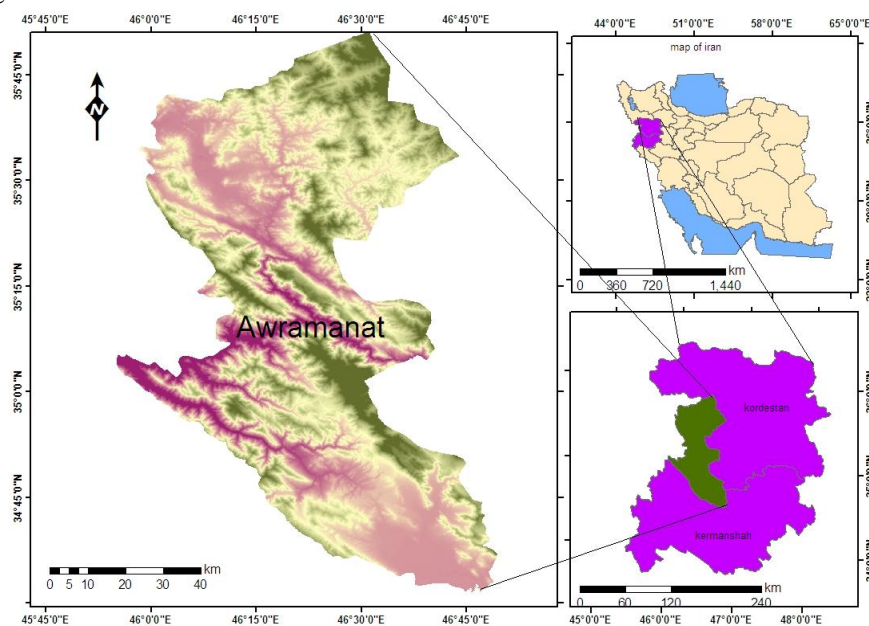 45°45'0"E 46°0'0"E 46°15'0"E 46°30'0"E 46°45'0"E
44°0'0"E 51°0'0"E 58°0'0"E 65°0'0"E
map of iran
N
35°45'0"N
35°30'0"N
35°15'0"N
35°0'0"N
34°45'0"N
Awramanat
km
0 360 720 1,440
kordestan
kermanshah
km
0 5 10 20 30 40
km
0 60 120 240
45°45'0"E 46°0'0"E 46°15'0"E 46°30'0"E 46°45'0"E
45°0'0"E 46°0'0"E 47°0'0"E 48°0'0"E